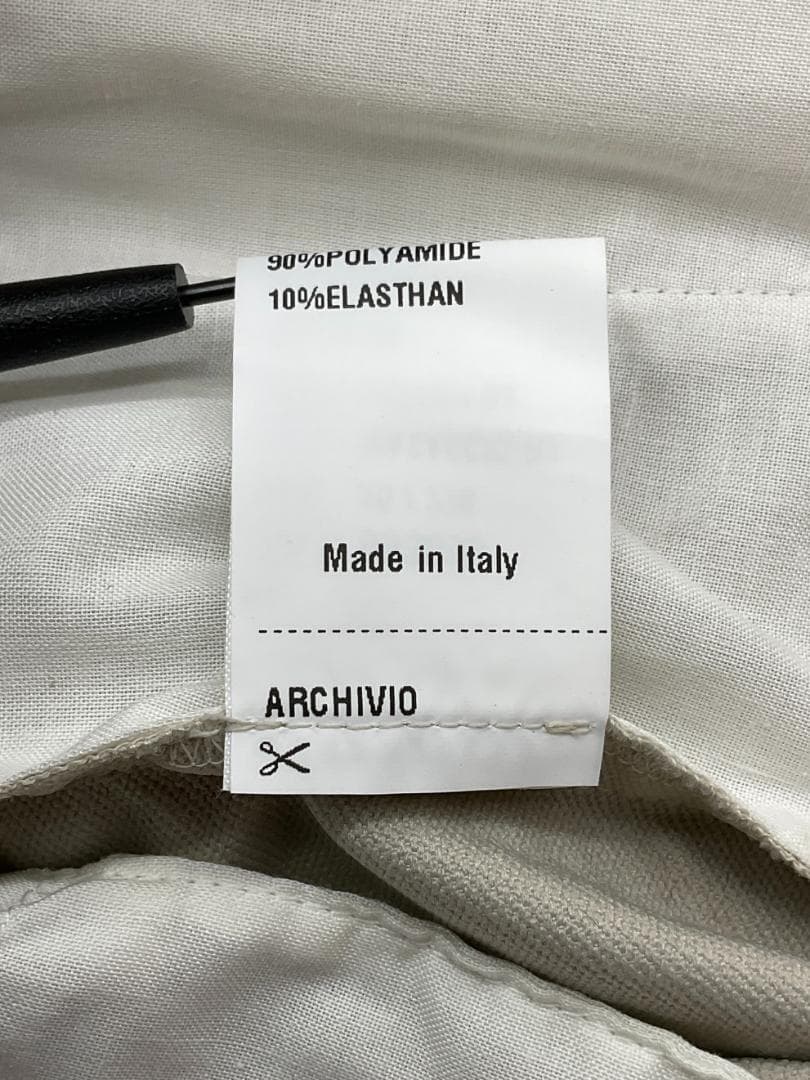 90%POLYAMIDE
10%ELASTHAN
Made in Italy
ARCHIVIO